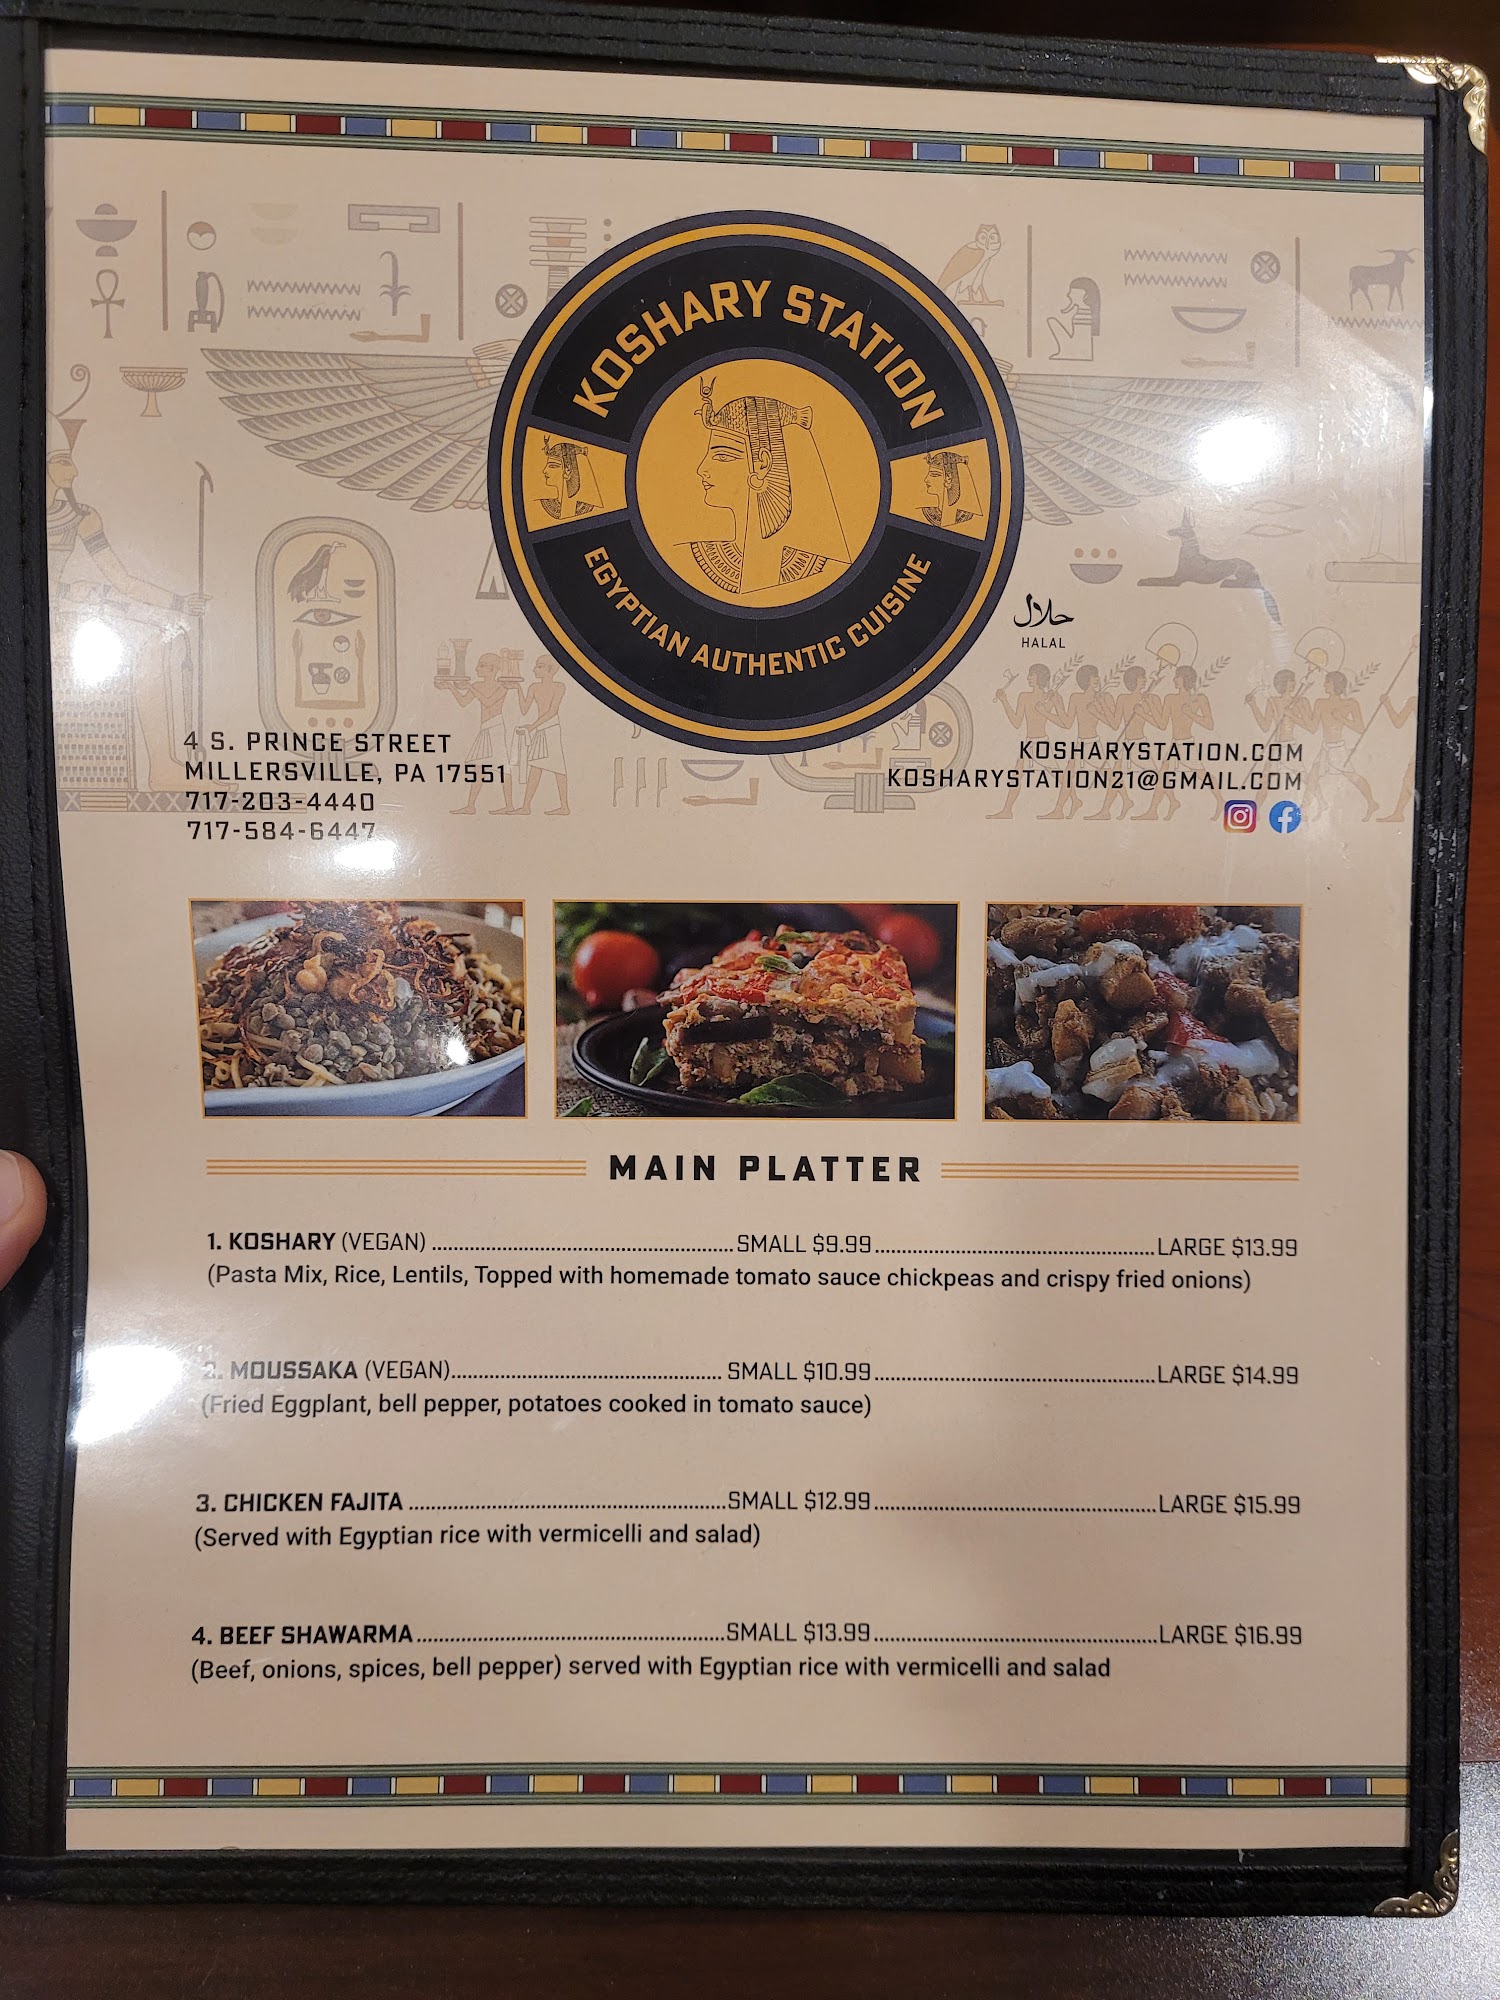 KOSHARY STATION
EGYPTIAN AUTHENTIC CUISINE
حلال
HALAL
4 S. PRINCE STREET
MILLERSVILLE, PA 17551
717-203-4440
717-584-6447
KOSHARYSTATION.COM
KOSHARYSTATION21@GMAIL.COM
MAIN PLATTER
1. KOSHARY (VEGAN) ........ SMALL $9.99 ........ LARGE $13.99
(Pasta Mix, Rice, Lentils, Topped with homemade tomato sauce chickpeas and crispy fried onions)
2. MOUSSAKA (VEGAN) ........ SMALL $10.99 ........ LARGE $14.99
(Fried Eggplant, bell pepper, potatoes cooked in tomato sauce)
3. CHICKEN FAJITA ........ SMALL $12.99 ........ LARGE $15.99
(Served with Egyptian rice with vermicelli and salad)
4. BEEF SHAWARMA ........ SMALL $13.99 ........ LARGE $16.99
(Beef, onions, spices, bell pepper) served with Egyptian rice with vermicelli and salad